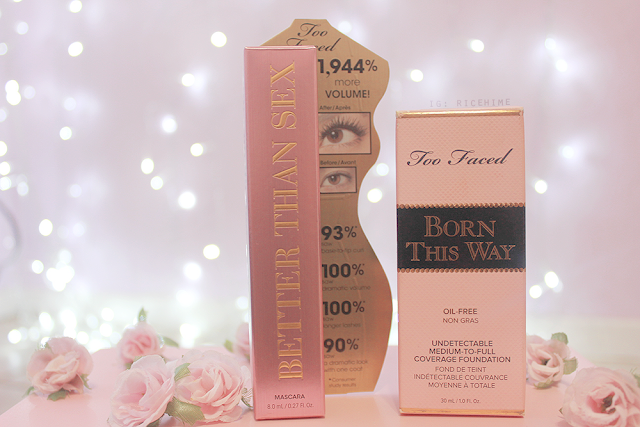 Too
Faced
1,944%
more
VOLUME!
After / Après
Before / Avant
93%
100%
100%
90%
BETTER THAN SEX
MASCARA
8.0 mL / 0.27 Fl. Oz.
IG: RICEHIME
Too Faced
BORN
THIS WAY
OIL-FREE
NON GRAS
UNDETECTABLE
MEDIUM-TO-FULL
COVERAGE FOUNDATION
FOND DE TEINT
INDÉTECTABLE COUVRANCE
MOYENNE À TOTALE
30 mL / 1.0 Fl. Oz.